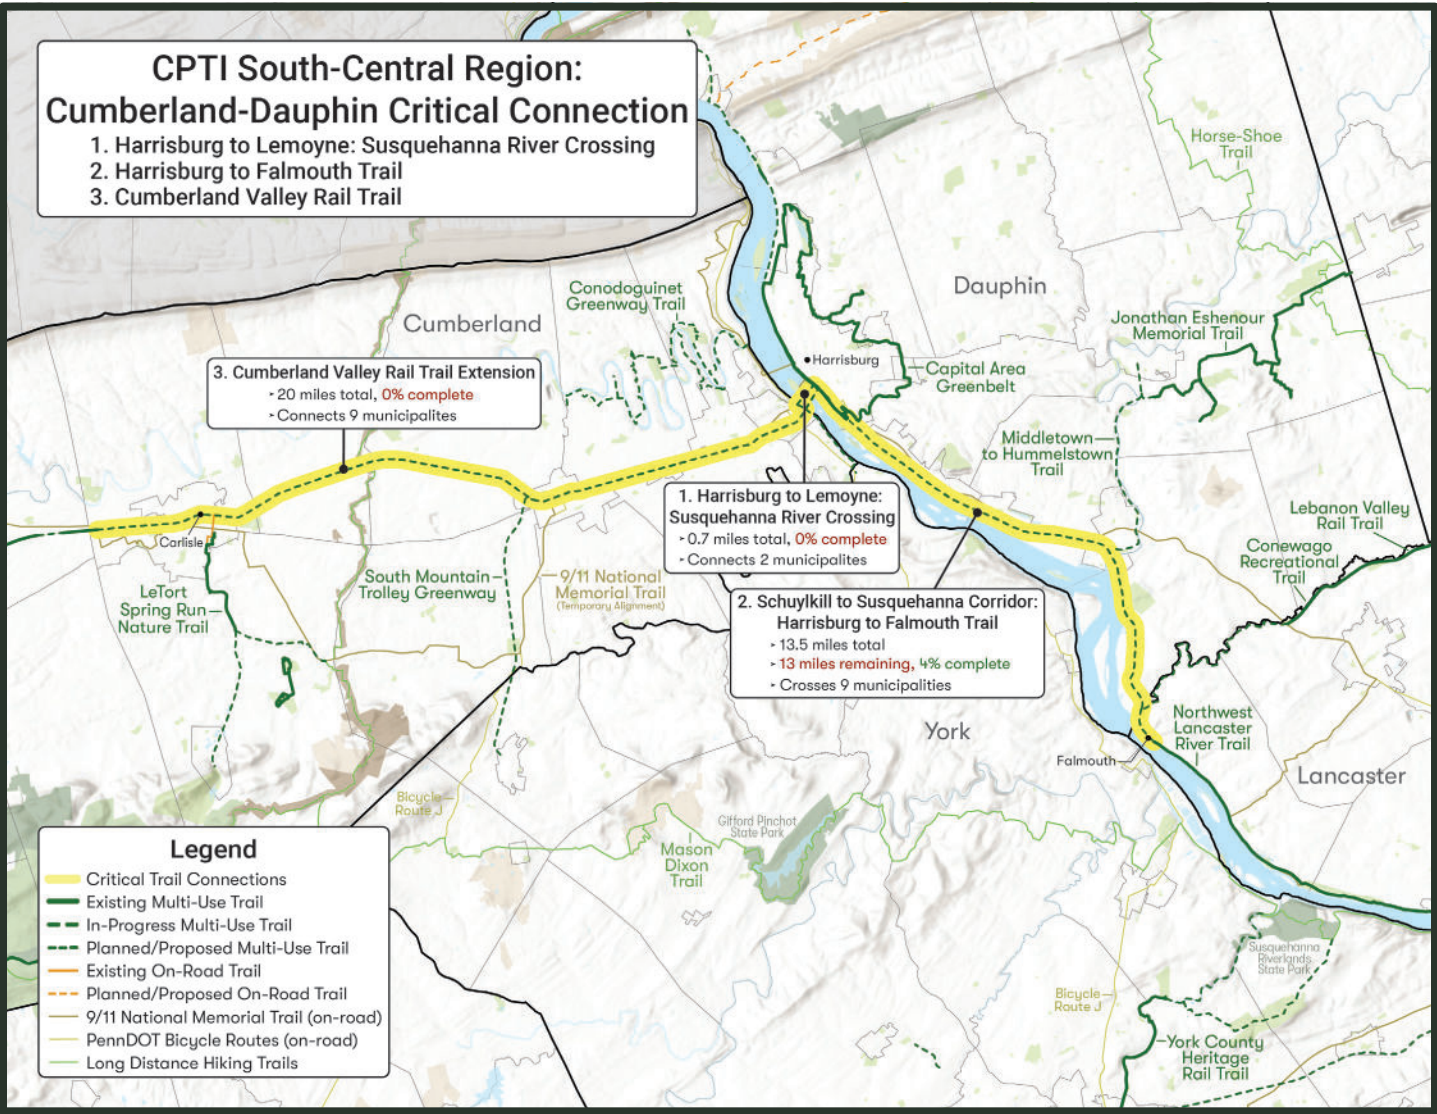 CPTI South-Central Region:
Cumberland-Dauphin Critical Connection
1. Harrisburg to Lemoyne: Susquehanna River Crossing
2. Harrisburg to Falmouth Trail
3. Cumberland Valley Rail Trail
Horse-Shoe
Trail
Conodoguinet
Greenway Trail
Dauphin
Cumberland
Jonathan Eshenour
Memorial Trail
Harrisburg
Capital Area
Greenbelt
3. Cumberland Valley Rail Trail Extension
‣ 20 miles total, 0% complete
‣ Connects 9 municipalites
Middletown
to Hummelstown
Trail
1. Harrisburg to Lemoyne:
Susquehanna River Crossing
‣ 0.7 miles total, 0% complete
‣ Connects 2 municipalites
Lebanon Valley
Rail Trail
Conewago
Recreational
Trail
Carlisle
LeTort
Spring Run
Nature Trail
South Mountain
Trolley Greenway
9/11 National
Memorial Trail
(Temporary Alignment)
2. Schuylkill to Susquehanna Corridor:
Harrisburg to Falmouth Trail
‣ 13.5 miles total
‣ 13 miles remaining, 4% complete
‣ Crosses 9 municipalities
York
Northwest
Lancaster
River Trail
Falmouth
Lancaster
Bicycle
Route J
Gifford Pinchot
State Park
Mason
Dixon
Trail
Legend
Critical Trail Connections
Existing Multi-Use Trail
In-Progress Multi-Use Trail
Planned/Proposed Multi-Use Trail
Existing On-Road Trail
Planned/Proposed On-Road Trail
9/11 National Memorial Trail (on-road)
PennDOT Bicycle Routes (on-road)
Long Distance Hiking Trails
Susquehanna
Riverlands
State Park
Bicycle
Route J
York County
Heritage
Rail Trail